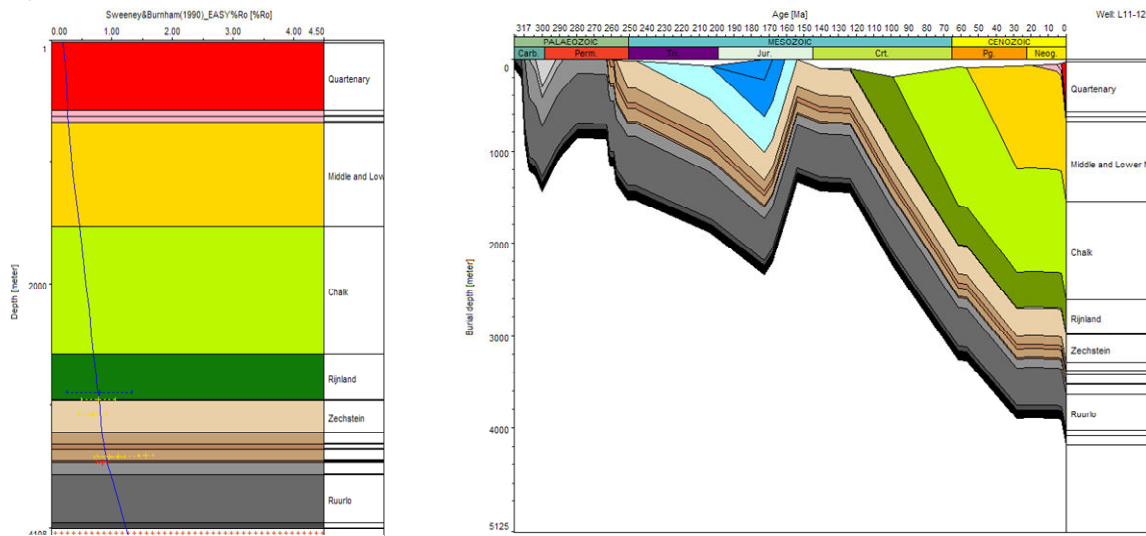 Sweeney&Burnham(1990)_EASY%Ro [%Ro]
0.00 1.00 2.00 3.00 4.00 4.50
Depth [meter]
1
2000
4108
Quartenary
Middle and Low
Chalk
Rijnland
Zechstein
Ruurlo
Age [Ma]
Well: L11-12
317 300 290 280 270 260 250 240 230 220 210 200 190 180 170 160 150 140 130 120 110 100 90 80 70 60 50 40 30 20 10 0
PALAEOZOIC MESOZOIC CENOZOIC
Carb. Perm. Tri. Jur. Crt. Pg. Neog.
Burial depth [meter]
0
1000
2000
3000
4000
5125
Quartenary
Middle and Lower
Chalk
Rijnland
Zechstein
Ruurlo